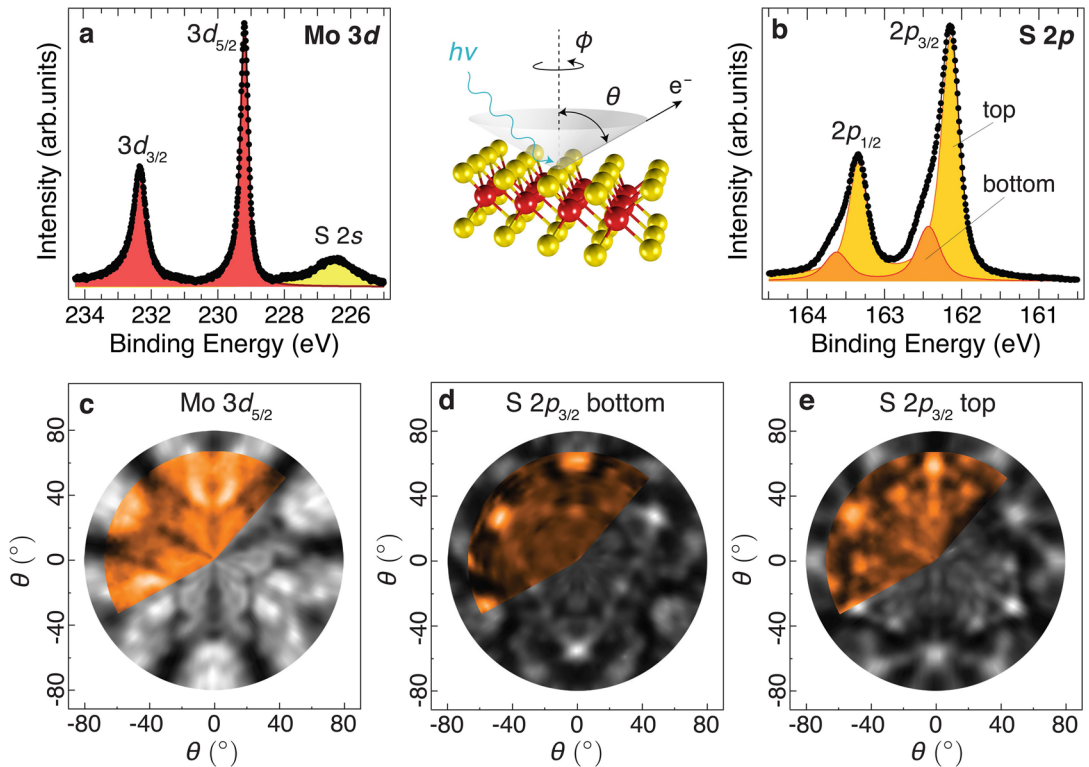 a
Mo 3d
3d5/2
3d3/2
S 2s
Intensity (arb.units)
234 232 230 228 226
Binding Energy (eV)
hν
ϕ
θ
e−
b
S 2p
2p3/2
2p1/2
top
bottom
Intensity (arb.units)
164 163 162 161
Binding Energy (eV)
c
Mo 3d5/2
θ (°)
80
40
0
-40
-80
-80 -40 0 40 80
θ (°)
d
S 2p3/2 bottom
θ (°)
80
40
0
-40
-80
-80 -40 0 40 80
θ (°)
e
S 2p3/2 top
θ (°)
80
40
0
-40
-80
-80 -40 0 40 80
θ (°)